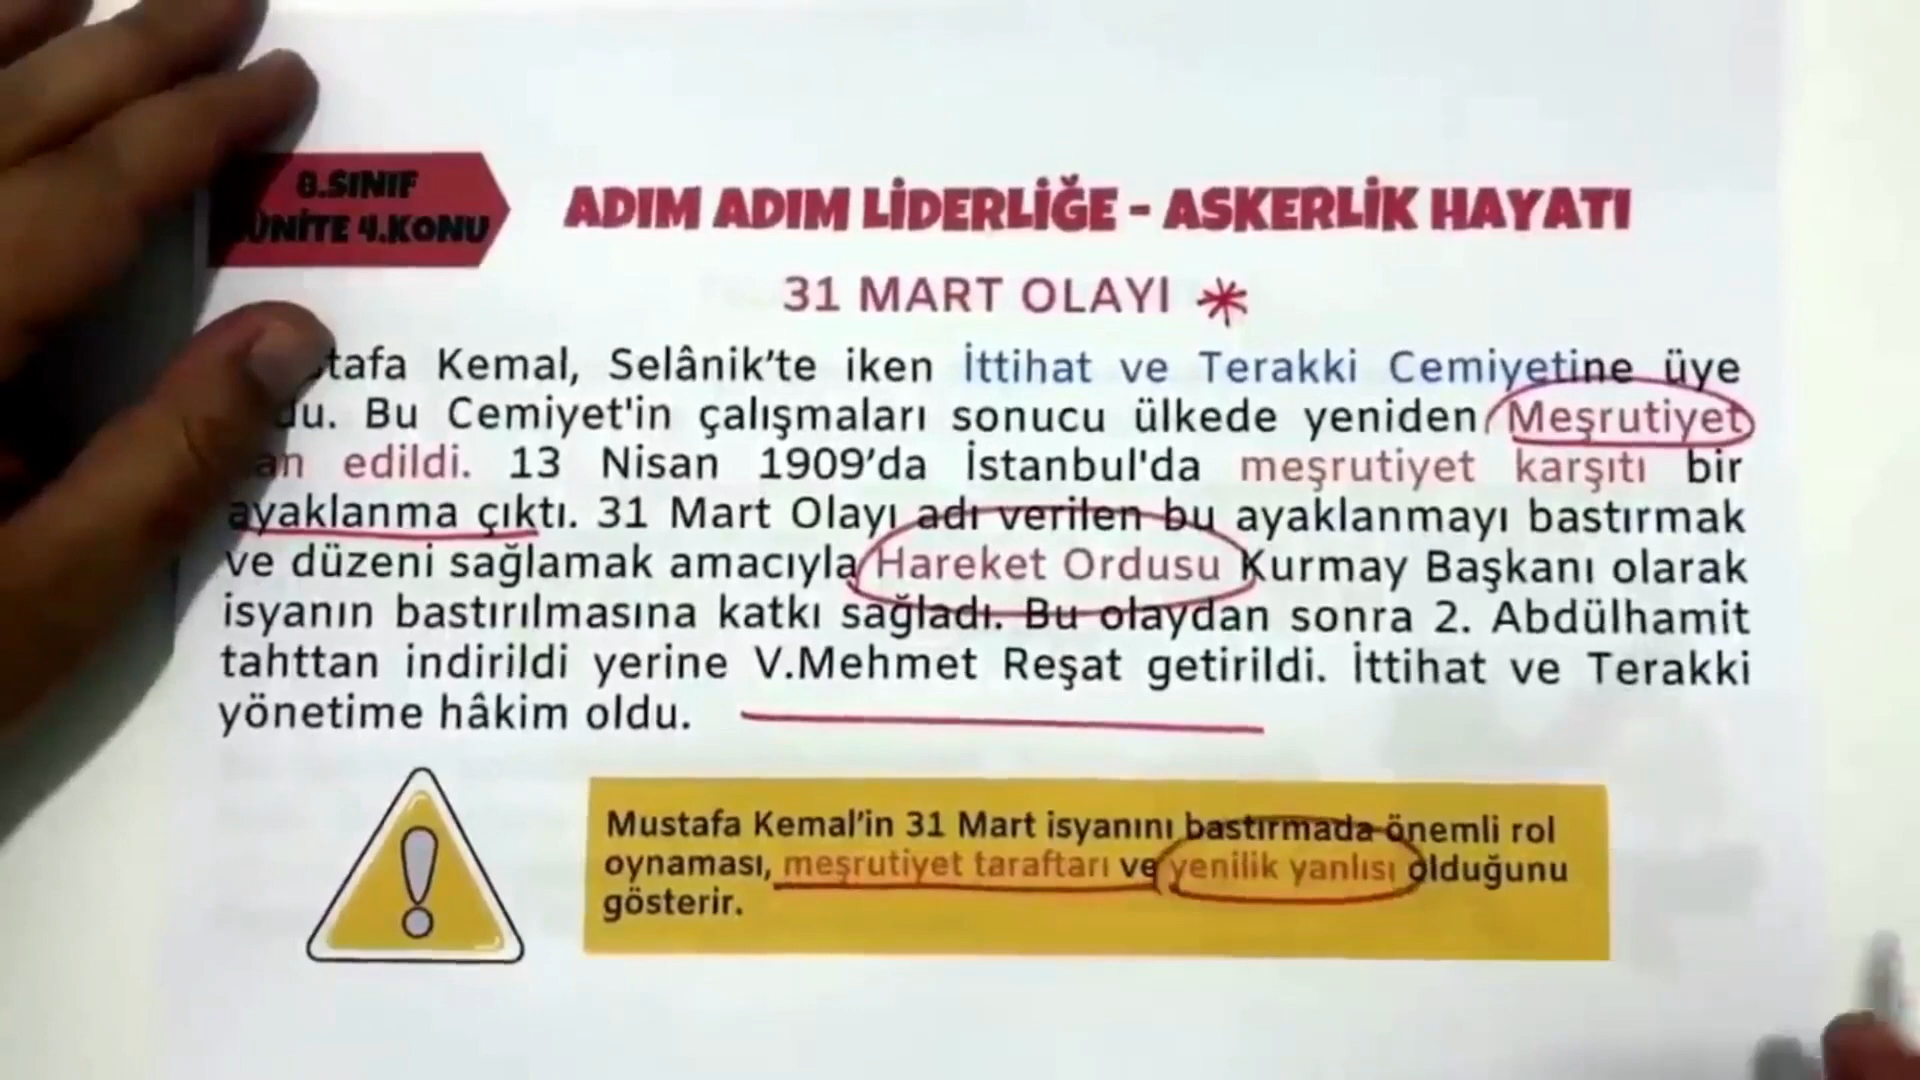 8.SINIF
ÜNİTE 4.KONU
ADIM ADIM LİDERLİĞE - ASKERLİK HAYATI
31 MART OLAYI *
Kemal, Selânik’te iken İttihat ve Terakki Cemiyetine üye
Bu Cemiyet'in çalışmaları sonucu ülkede yeniden Meşrutiyet
edildi. 13 Nisan 1909’da İstanbul'da meşrutiyet karşıtı bir
ayaklanma çıktı. 31 Mart Olayı adı verilen bu ayaklanmayı bastırmak
ve düzeni sağlamak amacıyla Hareket Ordusu Kurmay Başkanı olarak
isyanın bastırılmasına katkı sağladı. Bu olaydan sonra 2. Abdülhamit
tahttan indirildi yerine V.Mehmet Reşat getirildi. İttihat ve Terakki
yönetime hâkim oldu.
Mustafa Kemal’in 31 Mart isyanını bastırmada önemli rol
oynaması, meşrutiyet taraftarı ve yenilik yanlısı olduğunu
gösterir.